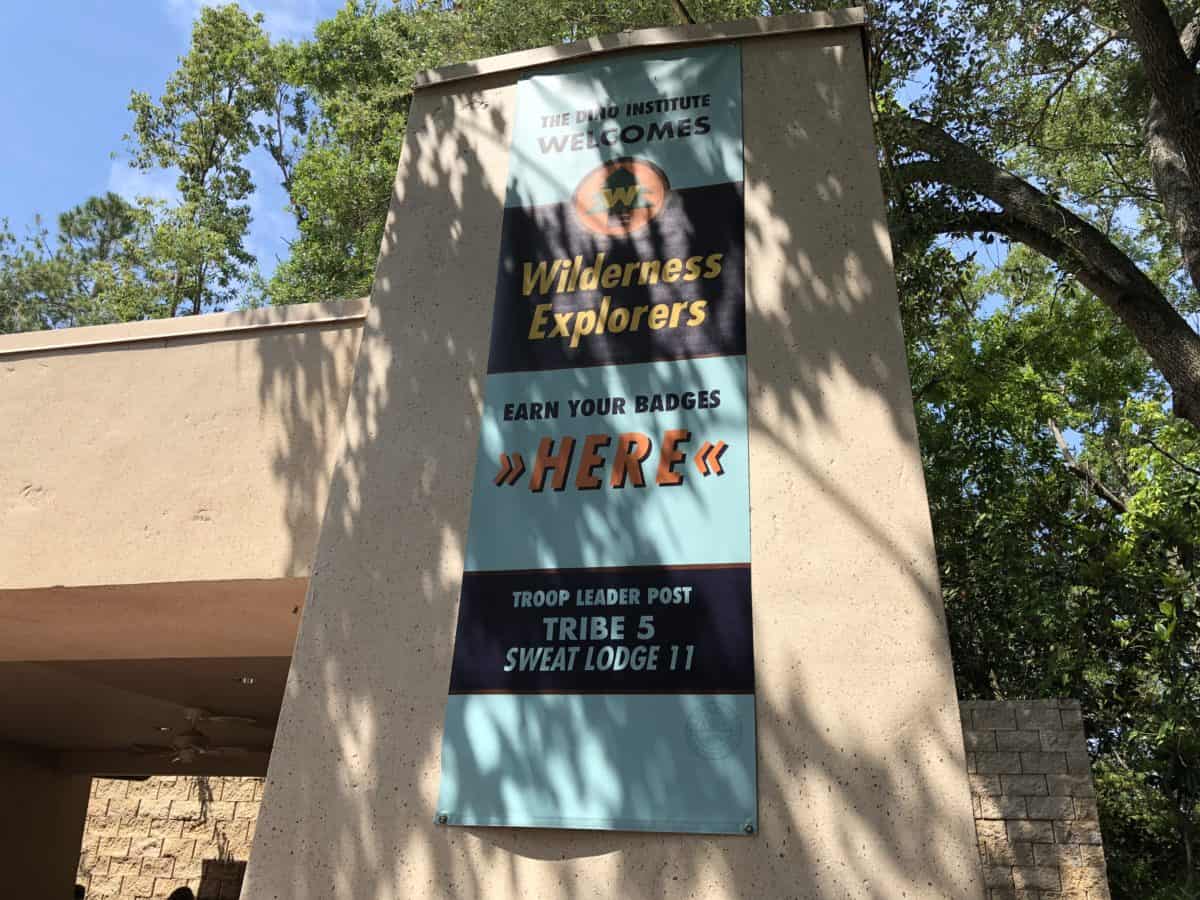 THE DINO INSTITUTE
WELCOMES
Wilderness
Explorers
EARN YOUR BADGES
»HERE«
TROOP LEADER POST
TRIBE 5
SWEAT LODGE 11